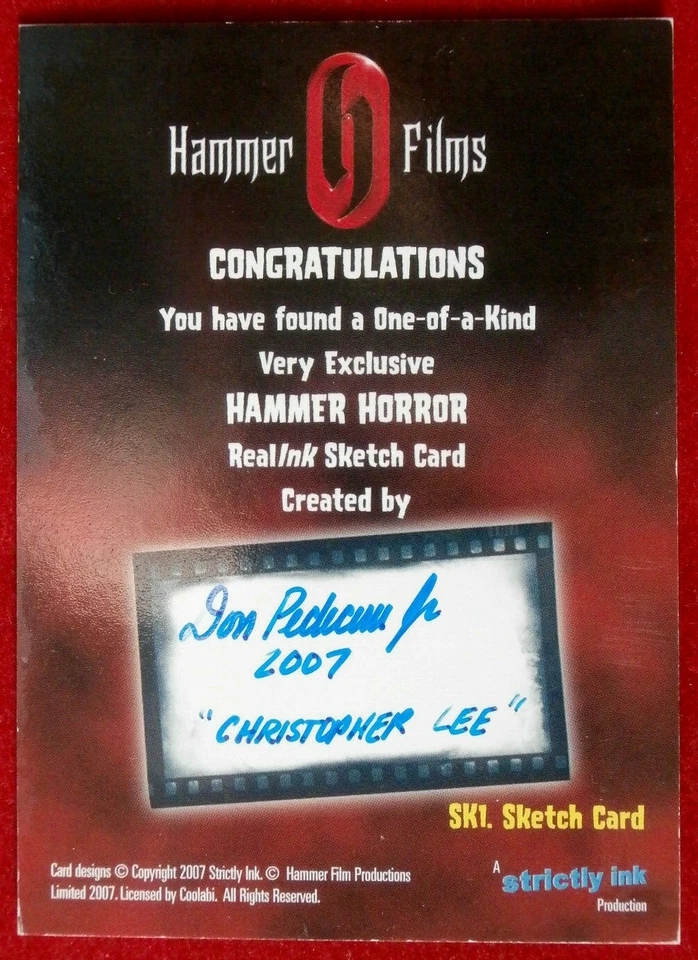 Hammer Films
CONGRATULATIONS
You have found a One-of-a-Kind
Very Exclusive
HAMMER HORROR
RealInk Sketch Card
Created by
Don Jr
2007
"CHRISTOPHER LEE"
SK1. Sketch Card
Card designs © Copyright 2007 Strictly Ink. © Hammer Film Productions
Limited 2007. Licensed by Coolabi. All Rights Reserved.
A
strictly ink
Production